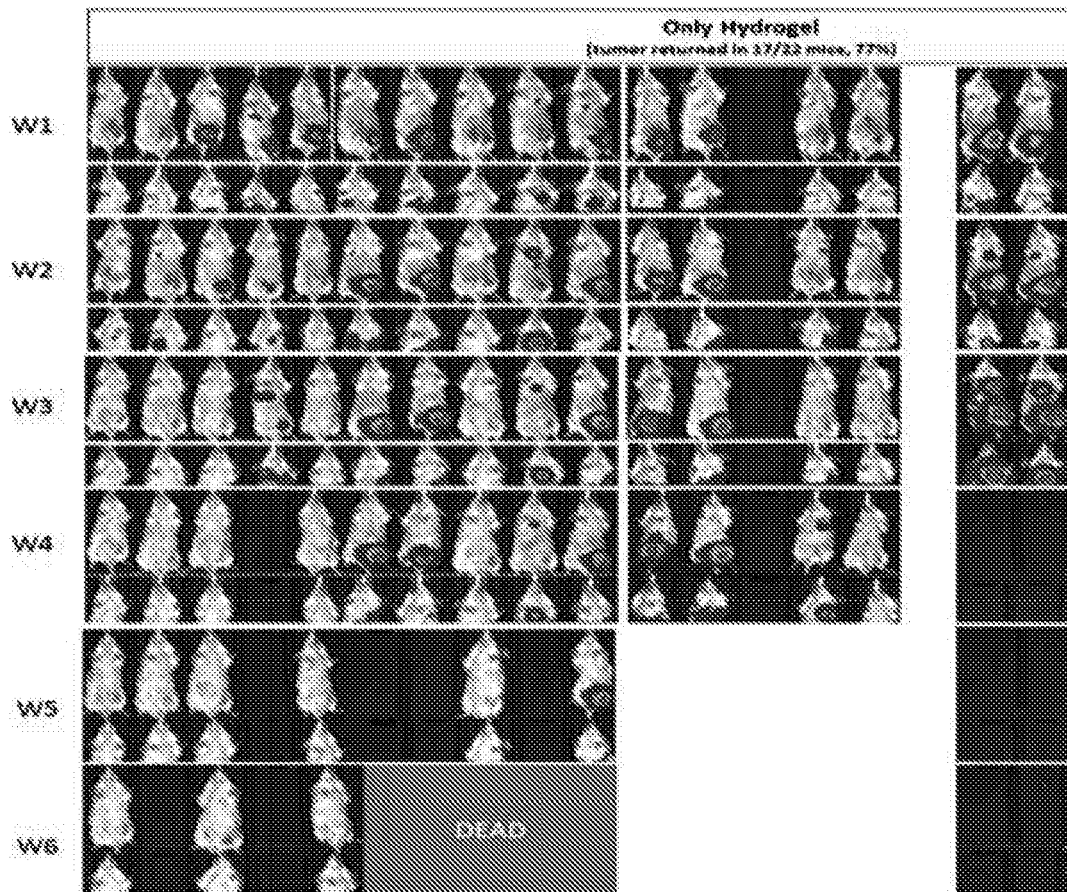 Only Hydrogel
(tumor returned in 17/22 mice, 77%)
W1
W2
W3
W4
W5
W6
DEAD